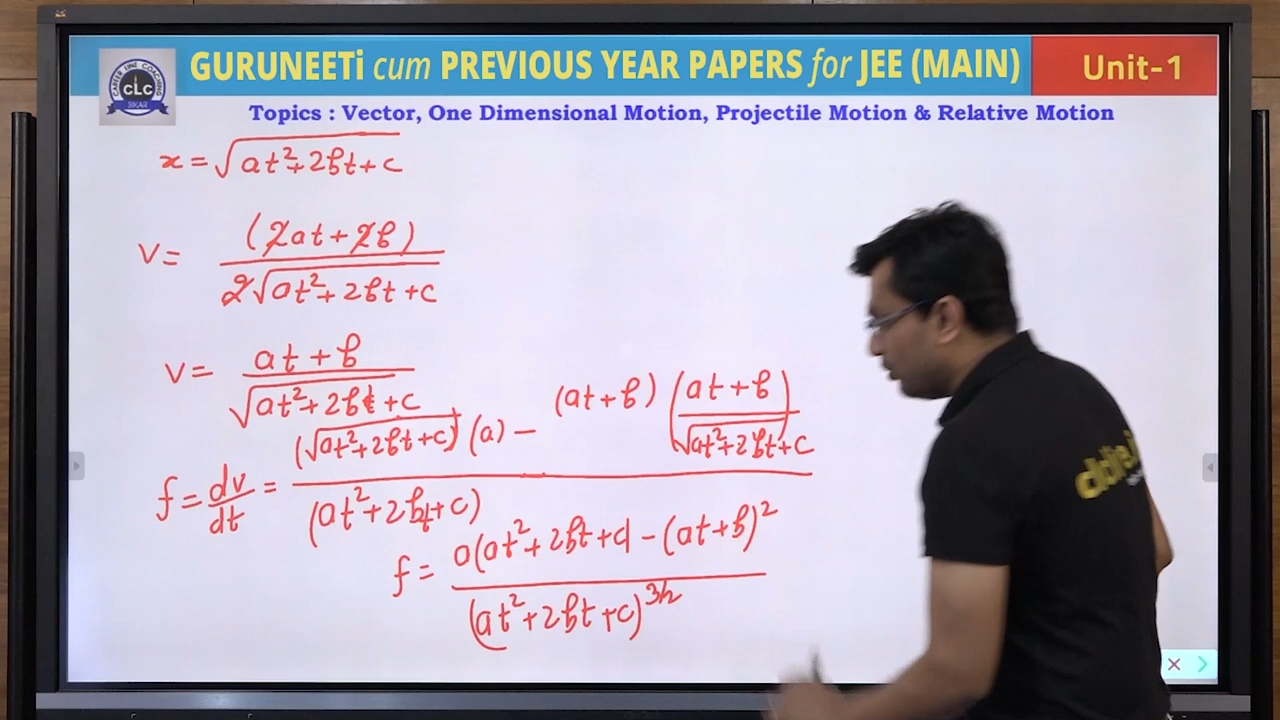 GURUNEETi cum PREVIOUS YEAR PAPERS for JEE (MAIN)
Unit-1
CLC
SIKAR
Topics : Vector, One Dimensional Motion, Projectile Motion & Relative Motion
x = √(at²+2bt+c)
v = (2at+2b) / 2√(at²+2bt+c)
v = at+b / √(at²+2bt+c)
f = dv/dt = (√(at²+2bt+c)) (a) − (at+b) (at+b / √(at²+2bt+c)) / (at²+2bt+c)
f = a(at²+2bt+c) − (at+b)² / (at²+2bt+c)^3/2